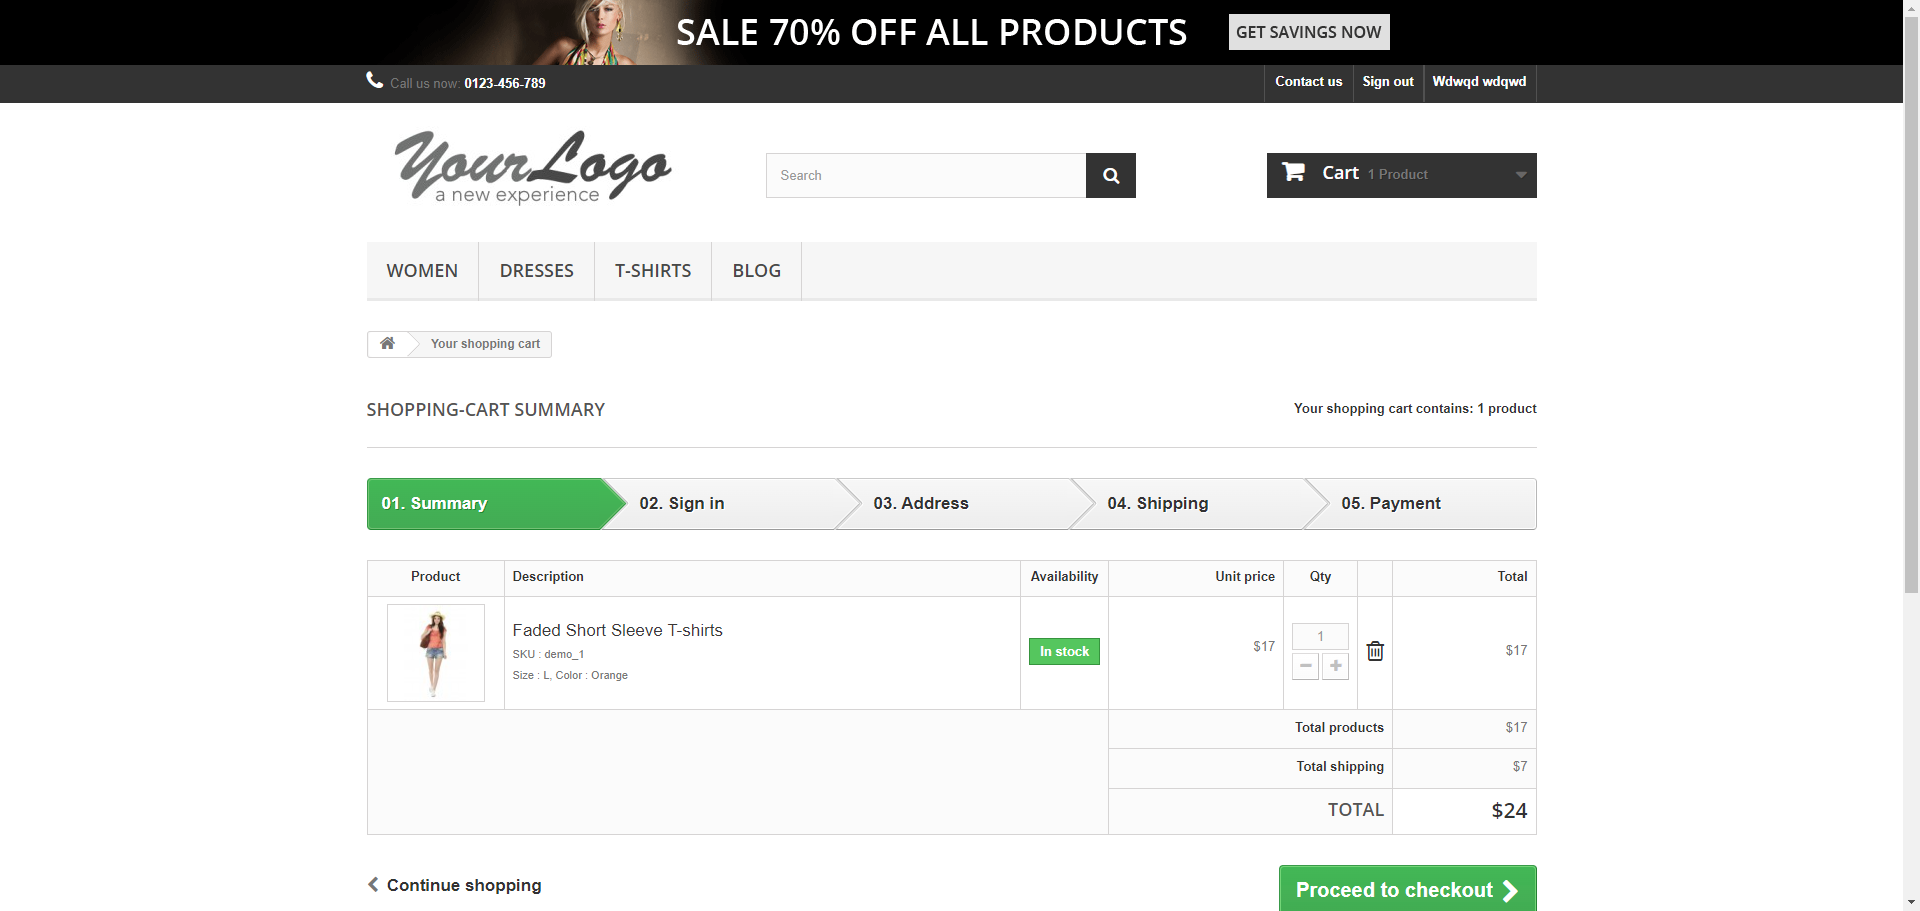 SALE 70% OFF ALL PRODUCTS GET SAVINGS NOW
Call us now: 0123-456-789 Contact us Sign out Wdwqd wdqwd
YourLogo
a new experience
Search
Cart 1 Product
WOMEN DRESSES T-SHIRTS BLOG
Your shopping cart
SHOPPING-CART SUMMARY Your shopping cart contains: 1 product
01. Summary 02. Sign in 03. Address 04. Shipping 05. Payment
Product Description Availability Unit price Qty Total
Faded Short Sleeve T-shirts
SKU : demo_1
Size : L, Color : Orange
In stock
$17
1
$17
Total products $17
Total shipping $7
TOTAL $24
Continue shopping Proceed to checkout